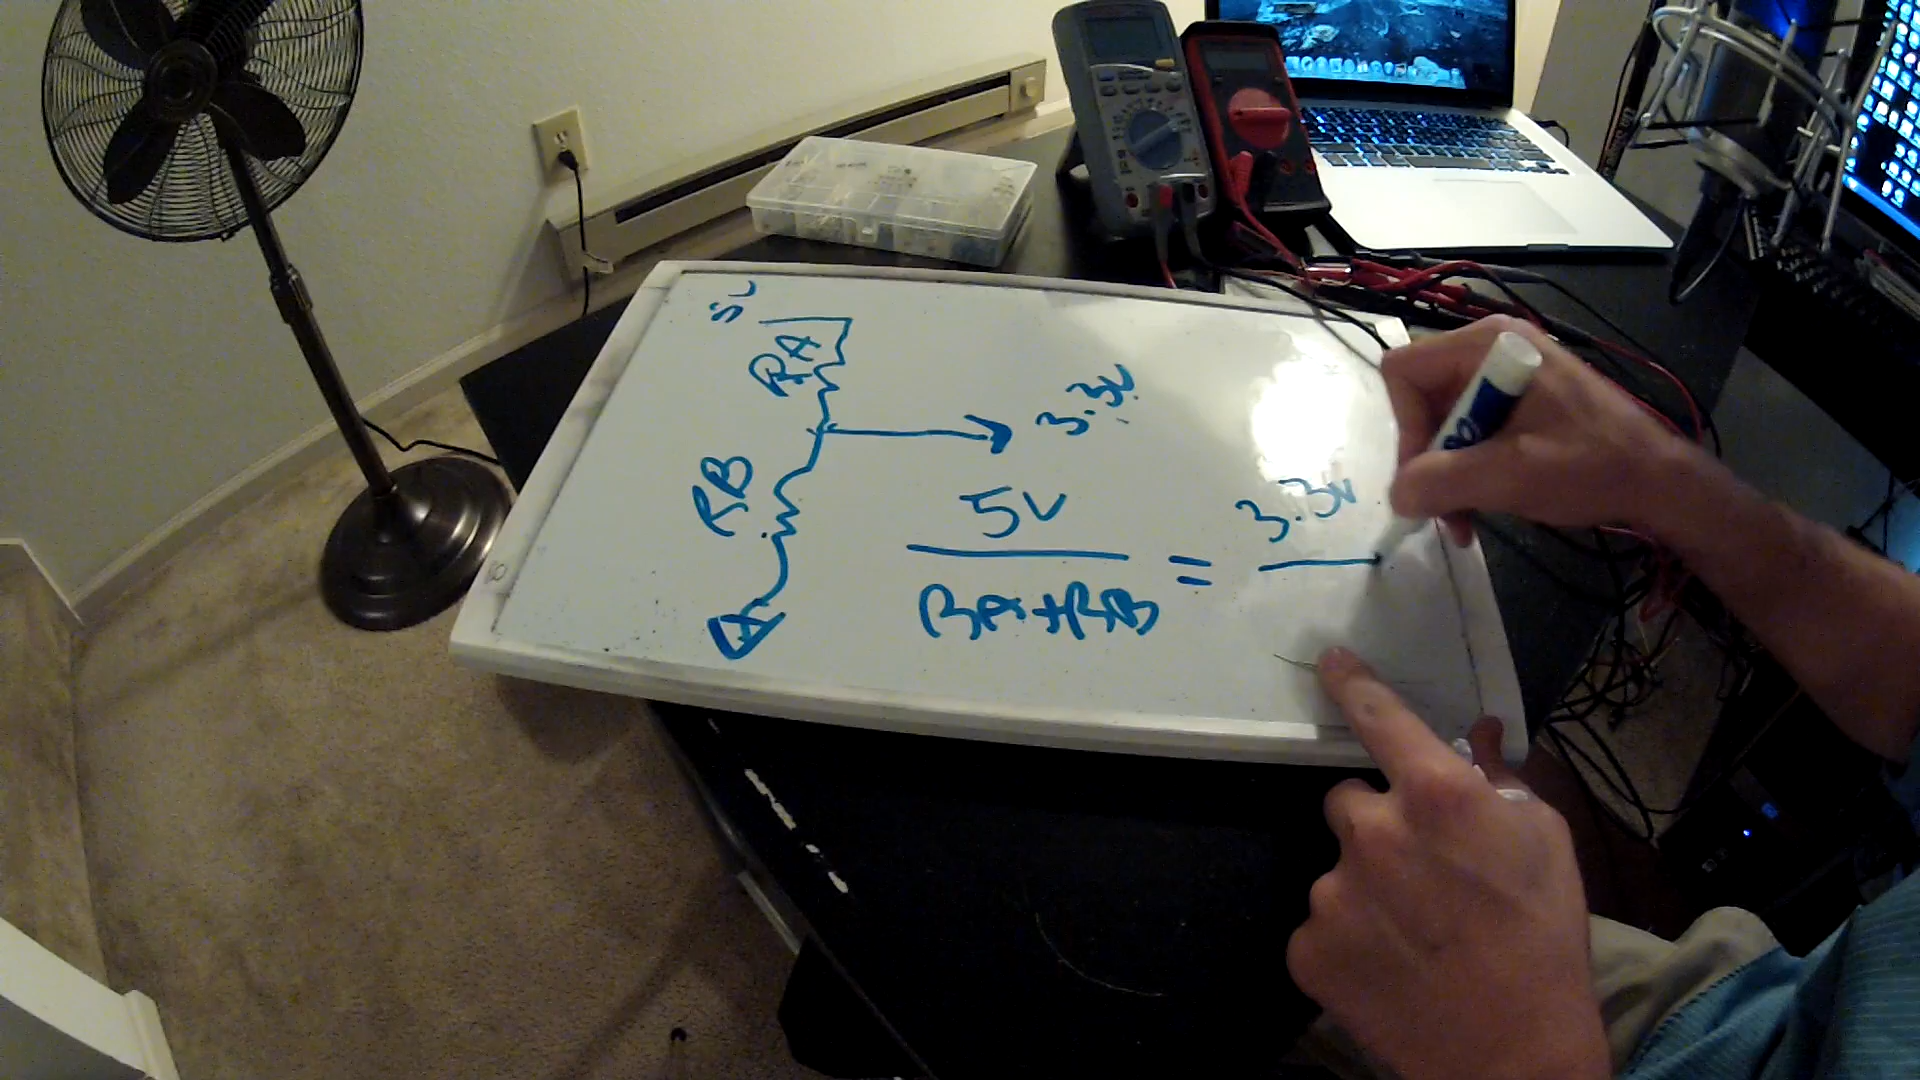 5v
RA
3.3v
RB
5v
3.3v
=
RA+RB